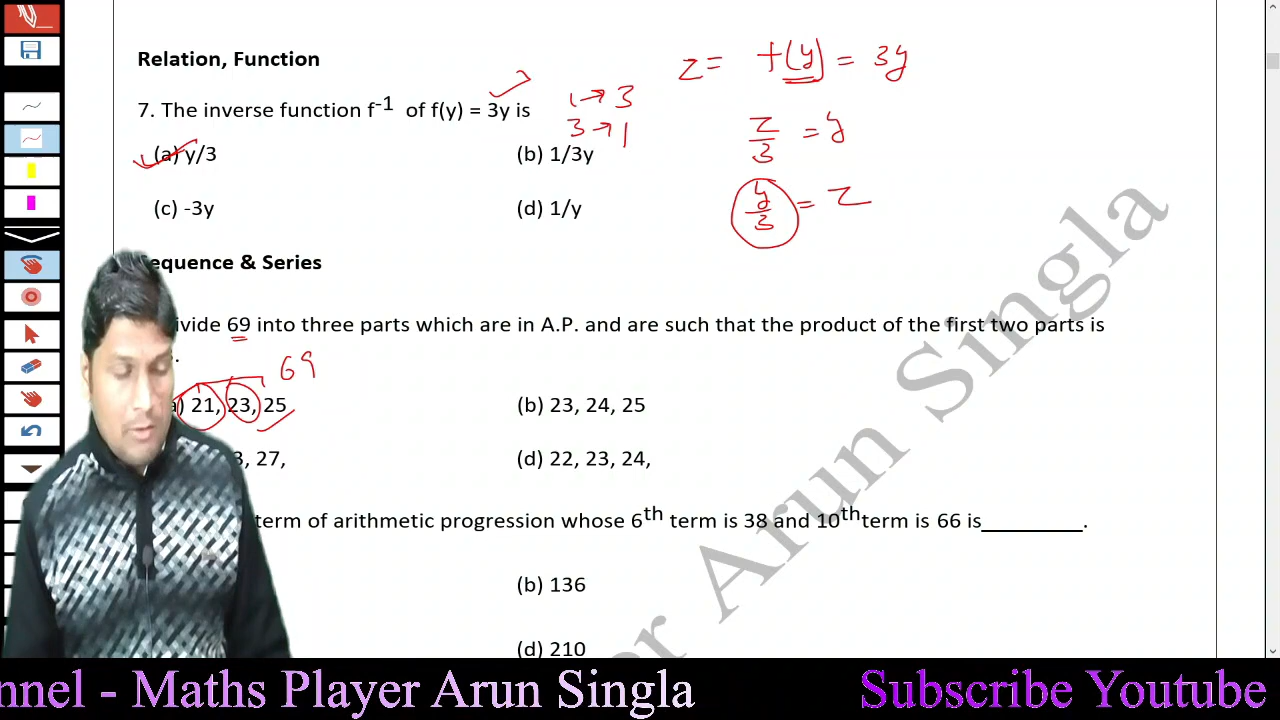 Relation, Function
z = f(y) = 3y
7. The inverse function f-1 of f(y) = 3y is
1 → 3
3 → 1
z/3 = y
(a) y/3
(b) 1/3y
y/3 = z
(c) -3y
(d) 1/y
equence & Series
ivide 69 into three parts which are in A.P. and are such that the product of the first two parts is
69
a) 21, 23, 25
(b) 23, 24, 25
3, 27,
(d) 22, 23, 24,
term of arithmetic progression whose 6th term is 38 and 10th term is 66 is__________.
(b) 136
(d) 210
er Arun Singla
nnel - Maths Player Arun Singla
Subscribe Youtube